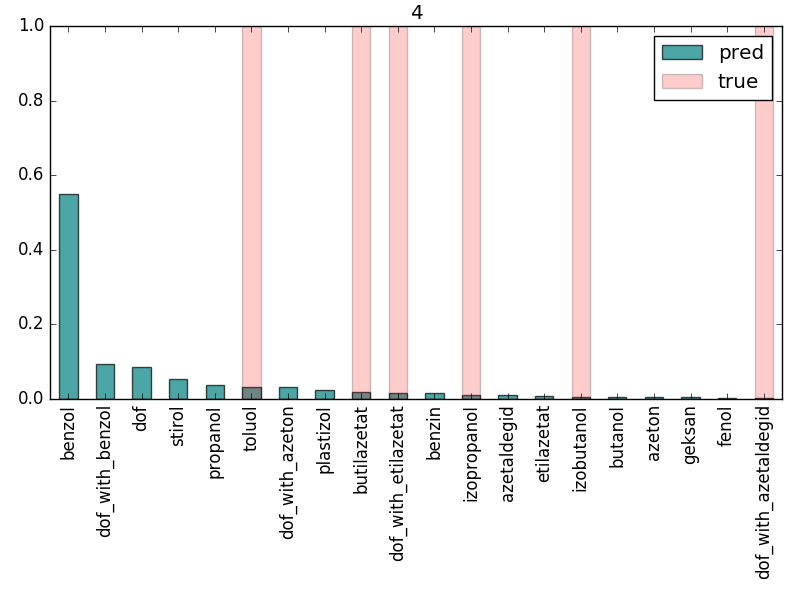 4
1.0
0.8
0.6
0.4
0.2
0.0
pred
true
benzol
dof_with_benzol
dof
stirol
propanol
toluol
dof_with_azeton
plastizol
butilazetat
dof_with_etilazetat
benzin
izopropanol
azetaldegid
etilazetat
izobutanol
butanol
azeton
geksan
fenol
dof_with_azetaldegid